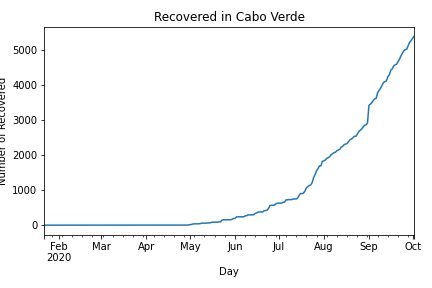 Recovered in Cabo Verde
Number of Recovered
5000
4000
3000
2000
1000
0
Feb
2020
Mar
Apr
May
Jun
Jul
Aug
Sep
Oct
Day